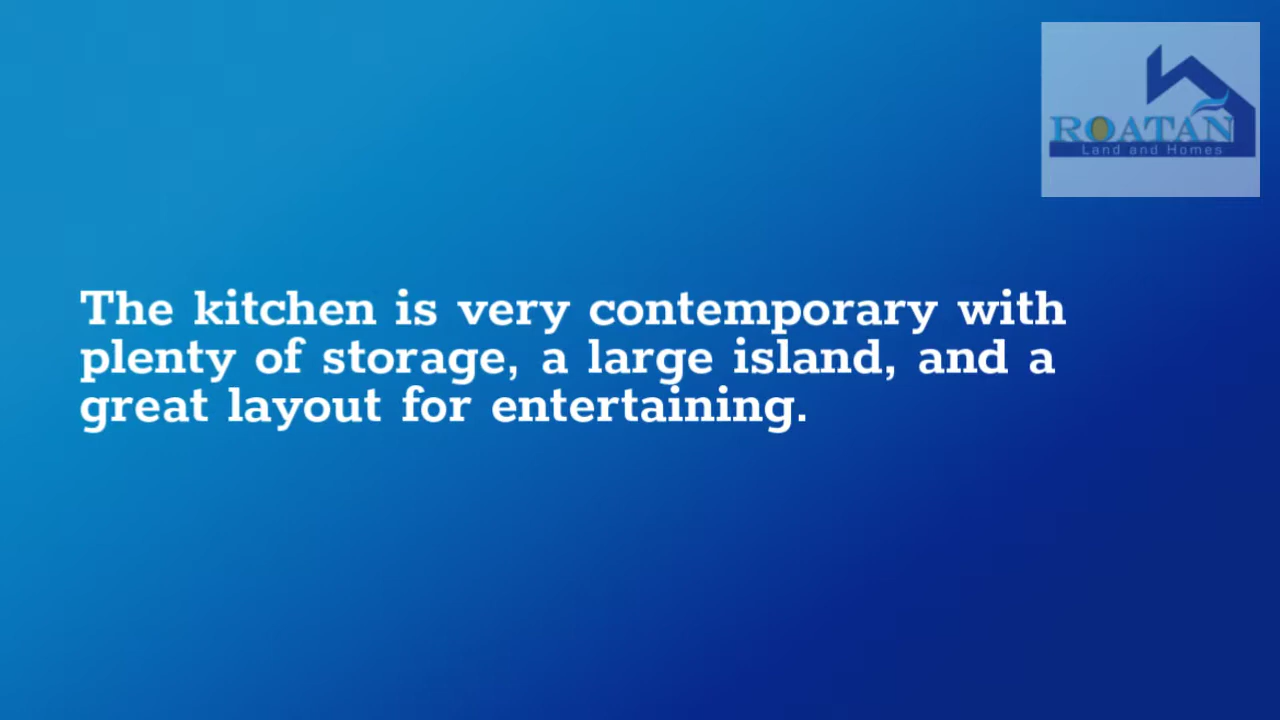 ROATAN
Land and Homes
The kitchen is very contemporary with
plenty of storage, a large island, and a
great layout for entertaining.